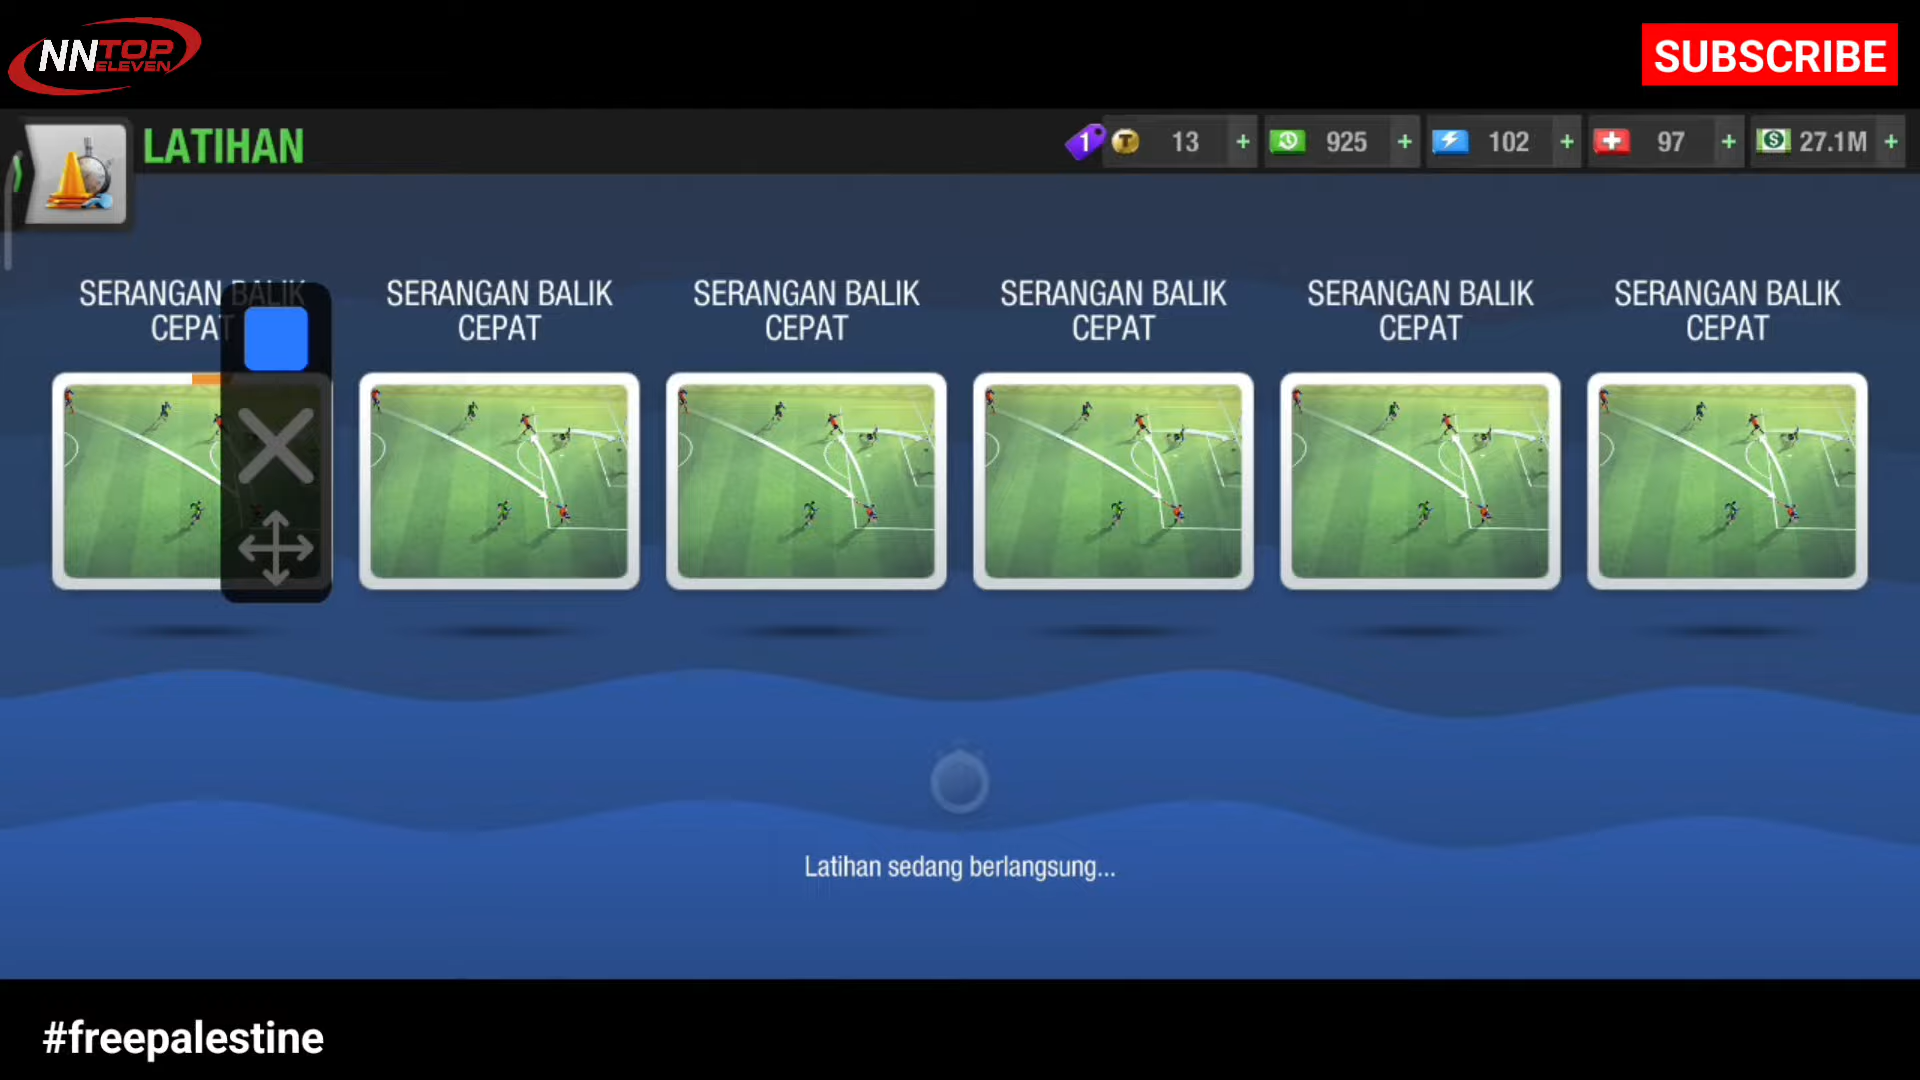 NNTOP
ELEVEN
SUBSCRIBE
LATIHAN
1 T 13 + 925 + 102 + 97 + $ 27.1M +
SERANGAN BALIK
CEPAT
SERANGAN BALIK
CEPAT
SERANGAN BALIK
CEPAT
SERANGAN BALIK
CEPAT
SERANGAN BALIK
CEPAT
SERANGAN BALIK
CEPAT
Latihan sedang berlangsung...
#freepalestine